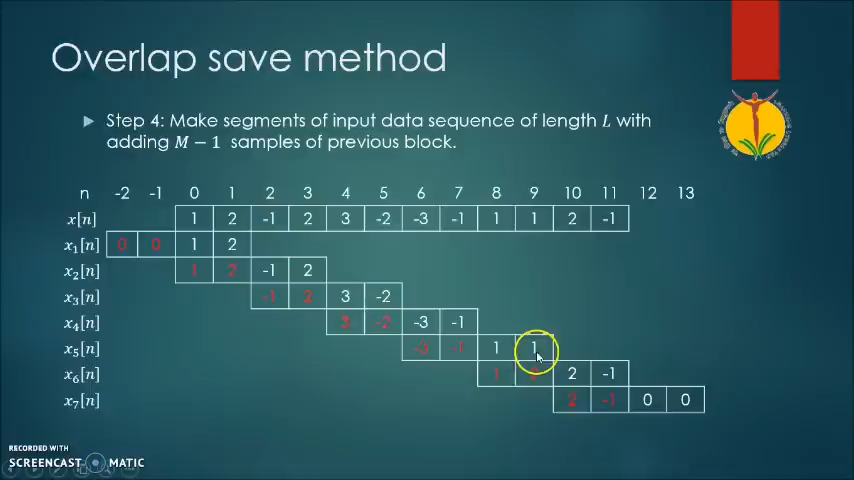 Overlap save method
Step 4: Make segments of input data sequence of length L with
adding M − 1 samples of previous block.
n -2 -1 0 1 2 3 4 5 6 7 8 9 10 11 12 13
x[n] 1 2 -1 2 3 -2 -3 -1 1 1 2 -1
x₁[n] 0 0 1 2
x₂[n] 1 2 -1 2
x₃[n] -1 2 3 -2
x₄[n] 3 -2 -3 -1
x₅[n] -3 -1 1 1
x₆[n] 1 2 -1
x₇[n] 2 -1 0 0
RECORDED WITH
SCREENCAST MATIC